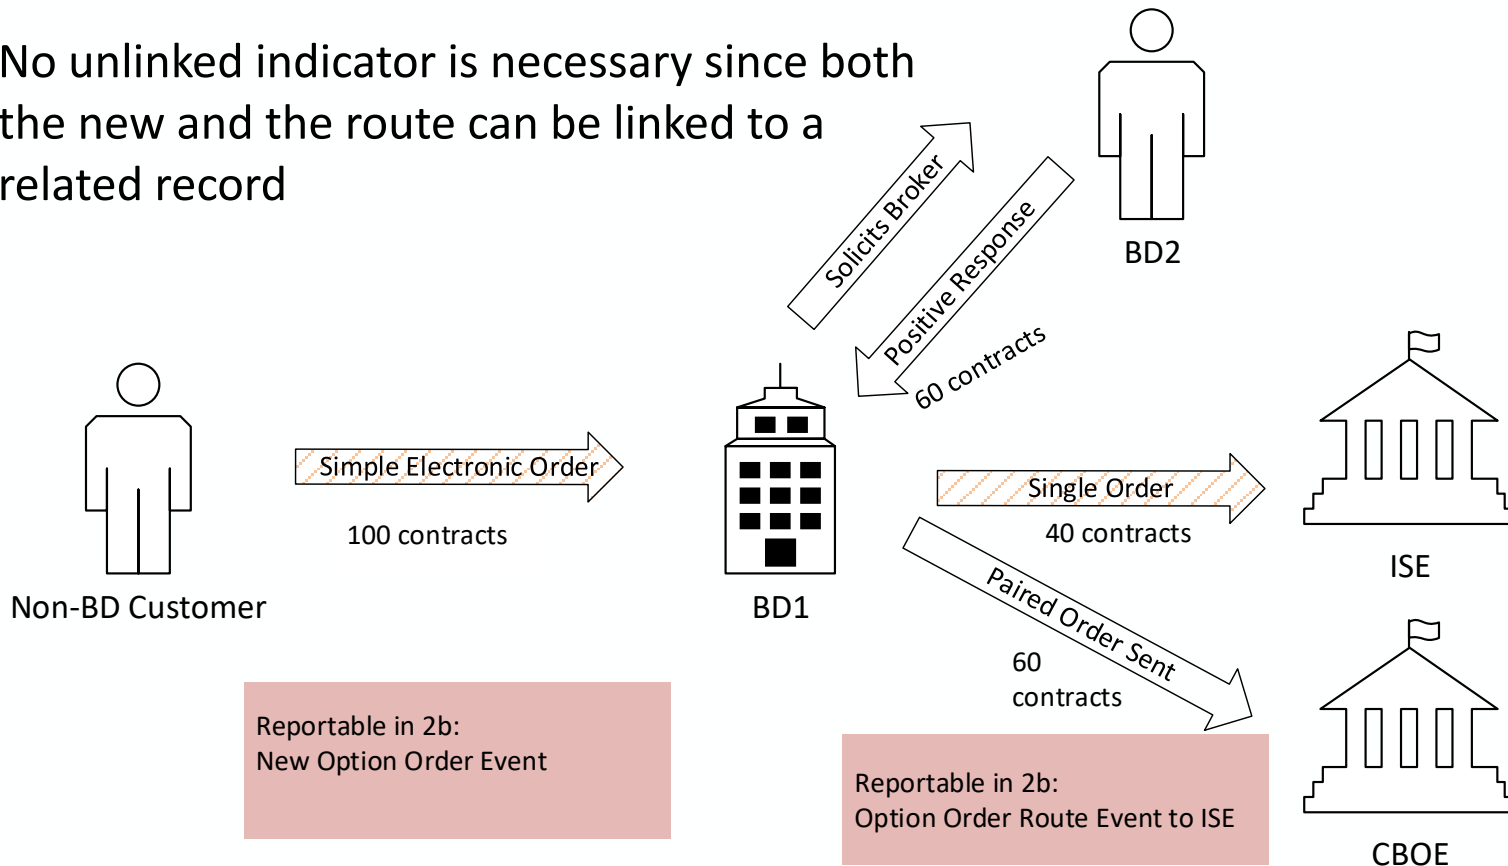 No unlinked indicator is necessary since both
the new and the route can be linked to a
related record
Solicits Broker
Positive Response
60 contracts
BD2
Simple Electronic Order
100 contracts
Non-BD Customer
BD1
Single Order
40 contracts
ISE
Paired Order Sent
60
contracts
CBOE
Reportable in 2b:
New Option Order Event
Reportable in 2b:
Option Order Route Event to ISE